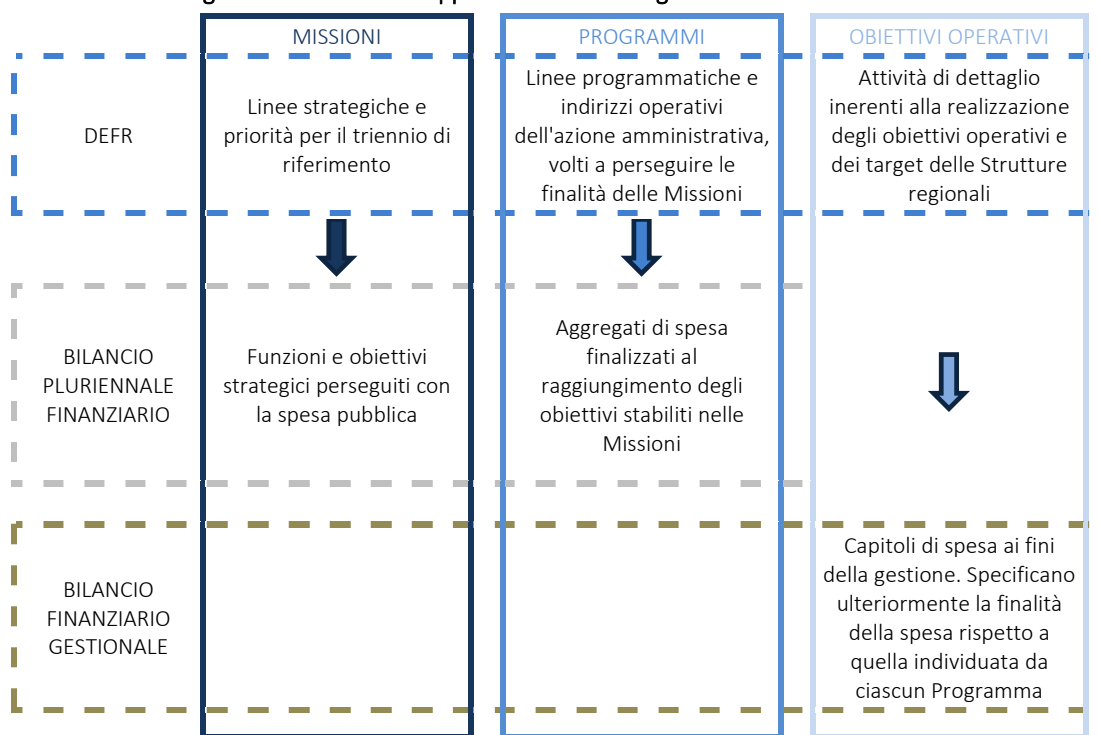 MISSIONI
PROGRAMMI
OBIETTIVI OPERATIVI
DEFR
Linee strategiche e
priorità per il triennio di
riferimento
Linee programmatiche e
indirizzi operativi
dell'azione amministrativa,
volti a perseguire le
finalità delle Missioni
Attività di dettaglio
inerenti alla realizzazione
degli obiettivi operativi e
dei target delle Strutture
regionali
BILANCIO
PLURIENNALE
FINANZIARIO
Funzioni e obiettivi
strategici perseguiti con
la spesa pubblica
Aggregati di spesa
finalizzati al
raggiungimento degli
obiettivi stabiliti nelle
Missioni
BILANCIO
FINANZIARIO
GESTIONALE
Capitoli di spesa ai fini
della gestione. Specificano
ulteriormente la finalità
della spesa rispetto a
quella individuata da
ciascun Programma